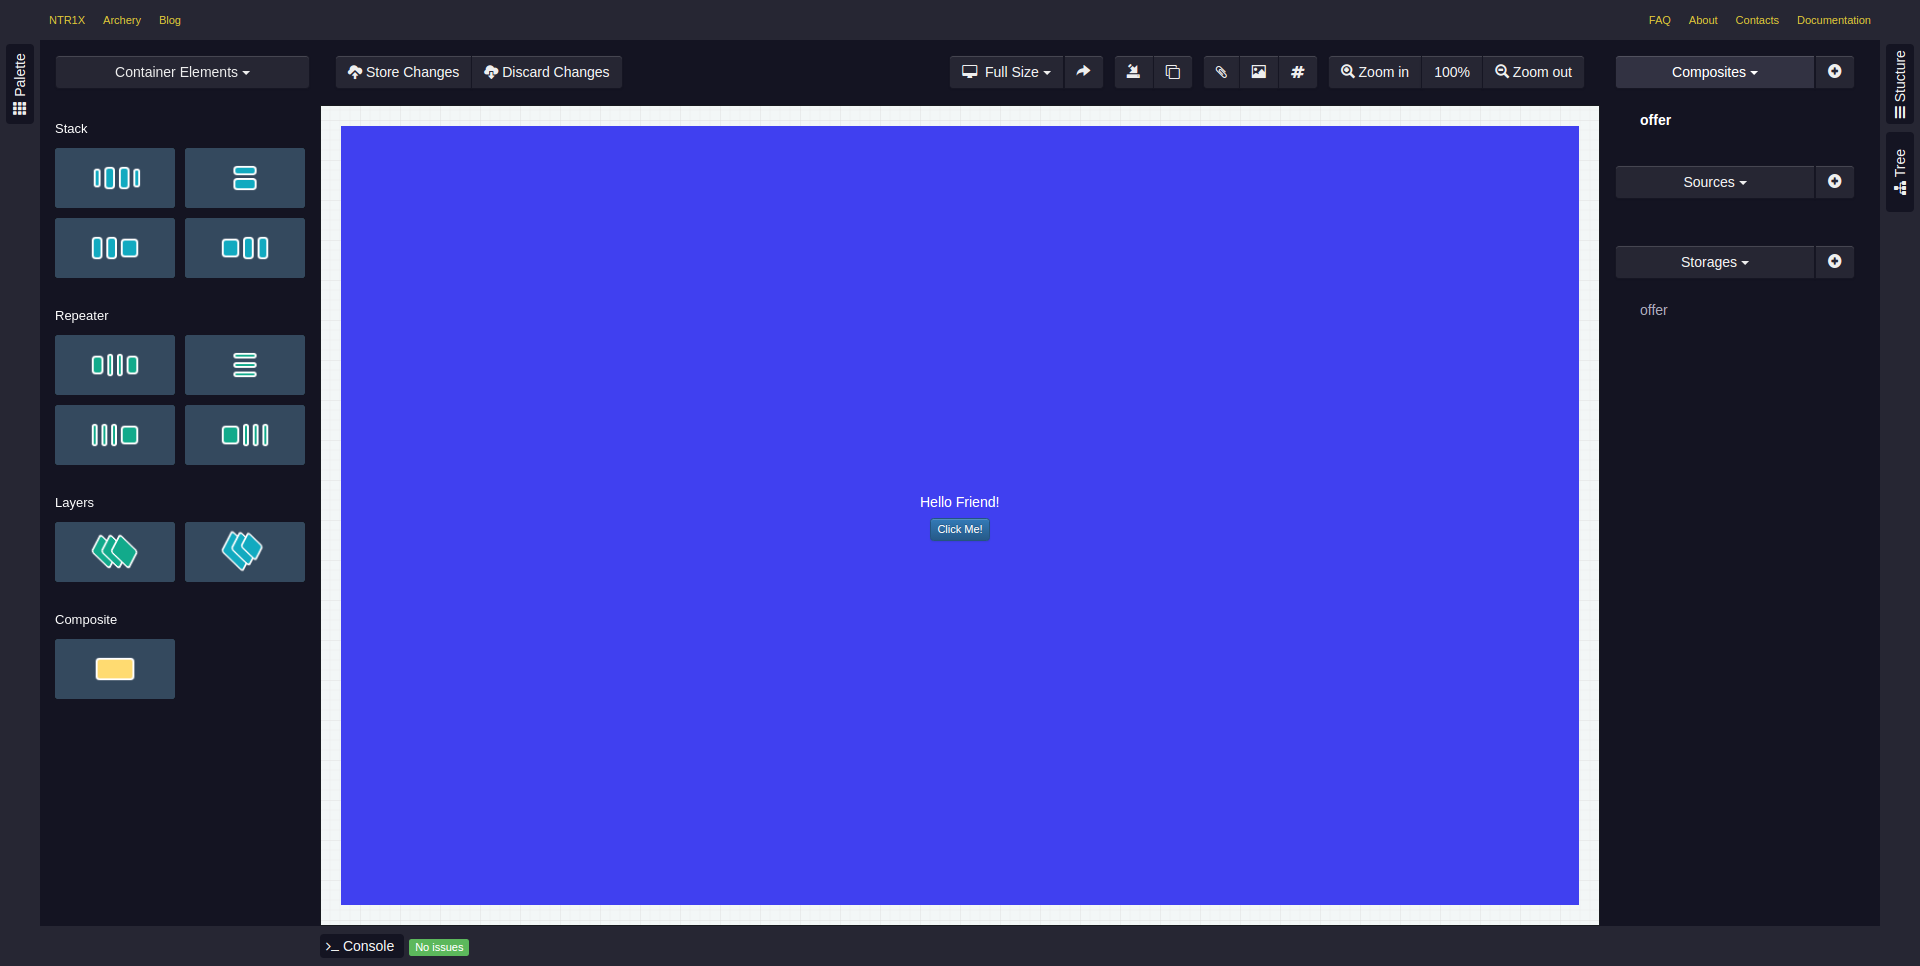 NTR1X Archery Blog FAQ About Contacts Documentation
Palette
Container Elements
Store Changes Discard Changes
Full Size
Zoom in 100% Zoom out
Composites
Stucture
Tree
Stack
Repeater
Layers
Composite
Hello Friend!
Click Me!
offer
Sources
Storages
offer
Console No issues